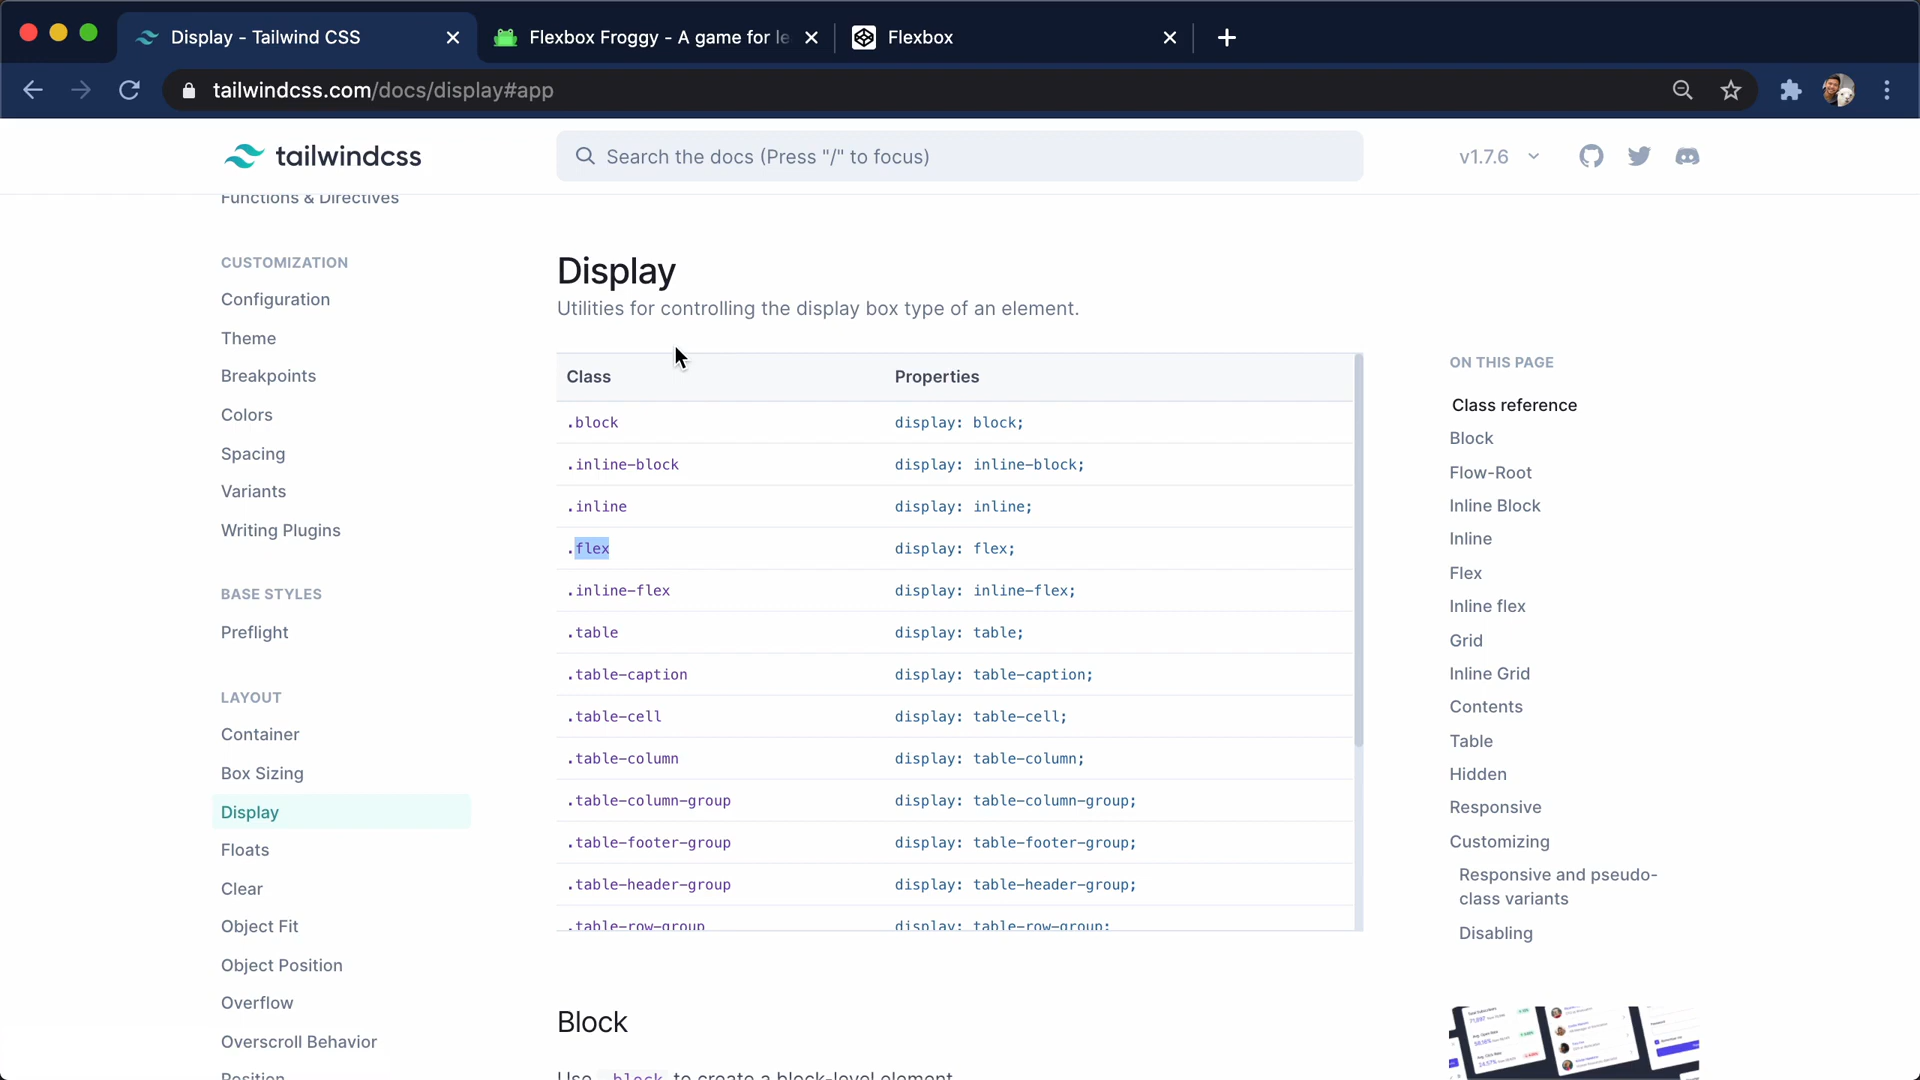 Display - Tailwind CSS
Flexbox Froggy - A game for le
Flexbox
tailwindcss.com/docs/display#app
tailwindcss
Search the docs (Press "/" to focus)
v1.7.6
Functions & Directives
CUSTOMIZATION
Configuration
Theme
Breakpoints
Colors
Spacing
Variants
Writing Plugins
BASE STYLES
Preflight
LAYOUT
Container
Box Sizing
Display
Floats
Clear
Object Fit
Object Position
Overflow
Overscroll Behavior
Position
Display
Utilities for controlling the display box type of an element.
Class Properties
.block display: block;
.inline-block display: inline-block;
.inline display: inline;
.flex display: flex;
.inline-flex display: inline-flex;
.table display: table;
.table-caption display: table-caption;
.table-cell display: table-cell;
.table-column display: table-column;
.table-column-group display: table-column-group;
.table-footer-group display: table-footer-group;
.table-header-group display: table-header-group;
.table-row-group display: table-row-group;
Block
Use block to create a block-level element
ON THIS PAGE
Class reference
Block
Flow-Root
Inline Block
Inline
Flex
Inline flex
Grid
Inline Grid
Contents
Table
Hidden
Responsive
Customizing
Responsive and pseudo-
class variants
Disabling